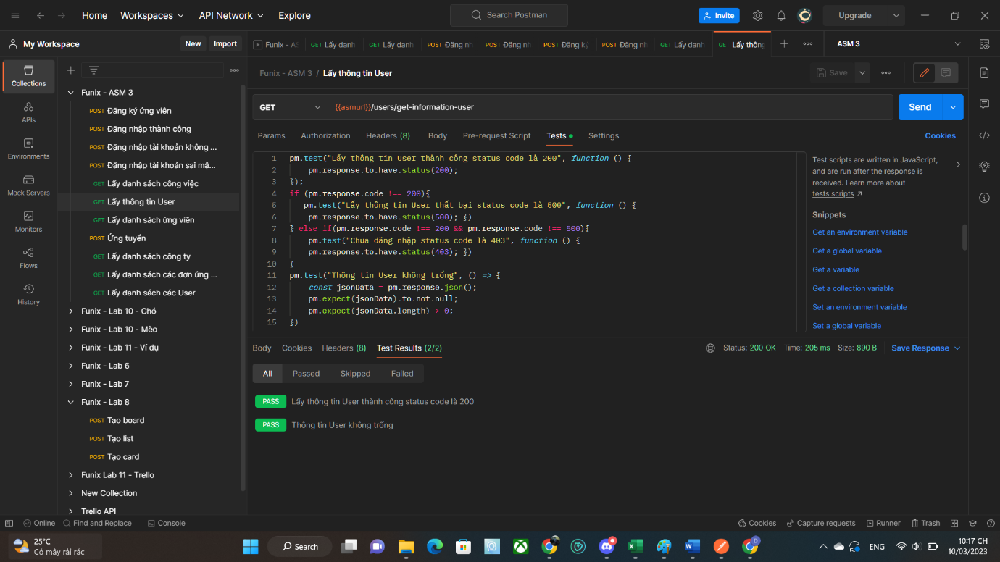 Home Workspaces API Network Explore Search Postman Invite Upgrade
My Workspace New Import Funix - AS GET Lấy danh GET Lấy danh POST Đăng nh POST Đăng nh POST Đăng ký POST Đăng nh GET Lấy danh GET Lấy thông ASM 3
Collections
APIs
Environments
Mock Servers
Monitors
Flows
History
Funix - ASM 3
POST Đăng ký ứng viên
POST Đăng nhập thành công
POST Đăng nhập tài khoản không ...
POST Đăng nhập tài khoản sai mậ...
GET Lấy danh sách công việc
GET Lấy thông tin User
GET Lấy danh sách ứng viên
POST Ứng tuyển
GET Lấy danh sách công ty
GET Lấy danh sách các đơn ứng ...
GET Lấy danh sách các User
Funix - Lab 10 - Chó
Funix - Lab 10 - Mèo
Funix - Lab 11 - Ví dụ
Funix - Lab 6
Funix - Lab 7
Funix - Lab 8
POST Tạo board
POST Tạo list
POST Tạo card
Funix Lab 11 - Trello
New Collection
Trello API
Funix - ASM 3 / Lấy thông tin User Save
GET {{asmurl}}/users/get-information-user Send
Params Authorization Headers (8) Body Pre-request Script Tests Settings Cookies
1 pm.test("Lấy thông tin User thành công status code là 200", function () {
2 pm.response.to.have.status(200);
3 });
4 if (pm.response.code !== 200){
5 pm.test("Lấy thông tin User thất bại status code là 500", function () {
6 pm.response.to.have.status(500); })
7 } else if(pm.response.code !== 200 && pm.response.code !== 500){
8 pm.test("Chưa đăng nhập status code là 403", function () {
9 pm.response.to.have.status(403); })
10 }
11 pm.test("Thông tin User không trống", () => {
12 const jsonData = pm.response.json();
13 pm.expect(jsonData).to.not.null;
14 pm.expect(jsonData.length) > 0;
15 })
Test scripts are written in JavaScript,
and are run after the response is
received. Learn more about
tests scripts
Snippets
Get an environment variable
Get a global variable
Get a variable
Get a collection variable
Set an environment variable
Set a global variable
Body Cookies Headers (8) Test Results (2/2) Status: 200 OK Time: 205 ms Size: 890 B Save Response
All Passed Skipped Failed
PASS Lấy thông tin User thành công status code là 200
PASS Thông tin User không trống
Online Find and Replace Console Cookies Capture requests Runner Trash
25°C
Có mây rải rác
Search
ENG
10:17 CH
10/03/2023